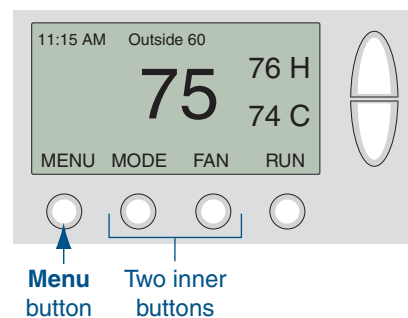 11:15 AM Outside 60
75
76 H
74 C
MENU MODE FAN RUN
Menu button
Two inner buttons